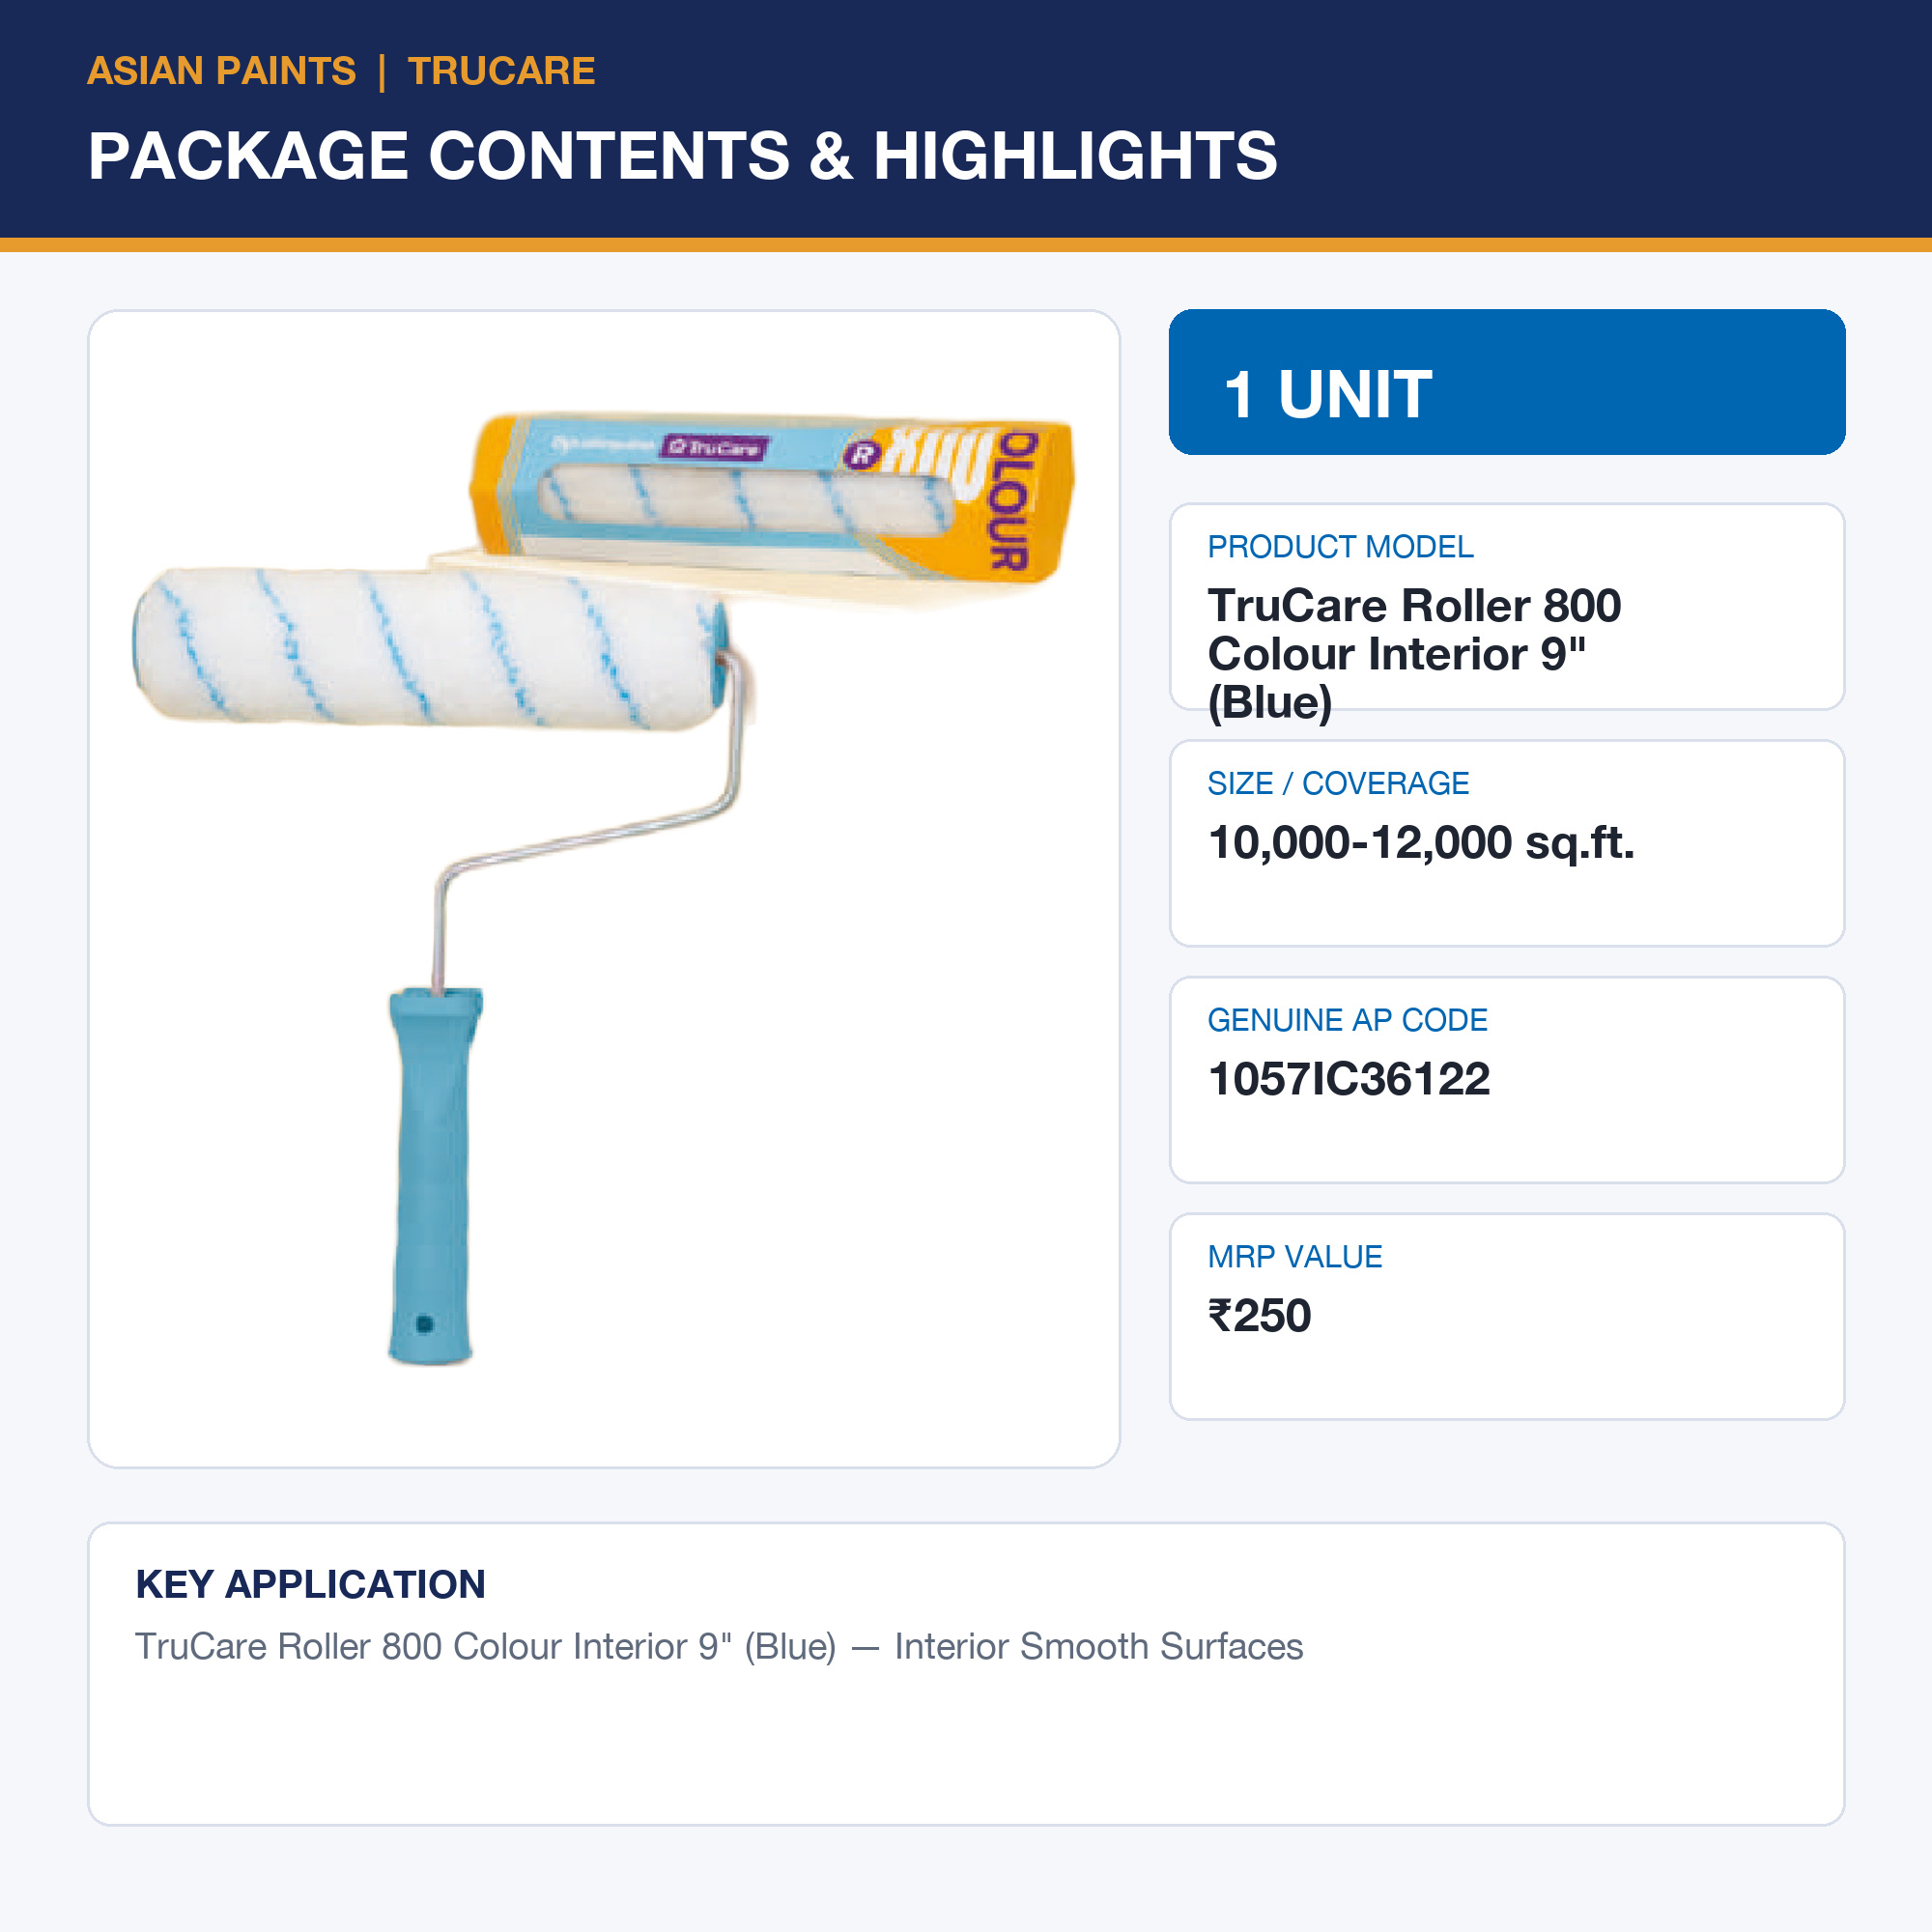 ASIAN PAINTS | TRUCARE
PACKAGE CONTENTS & HIGHLIGHTS
TruCare
R
OLOUR
1 UNIT
PRODUCT MODEL
TruCare Roller 800
Colour Interior 9"
(Blue)
SIZE / COVERAGE
10,000-12,000 sq.ft.
GENUINE AP CODE
1057IC36122
MRP VALUE
₹250
KEY APPLICATION
TruCare Roller 800 Colour Interior 9" (Blue) — Interior Smooth Surfaces